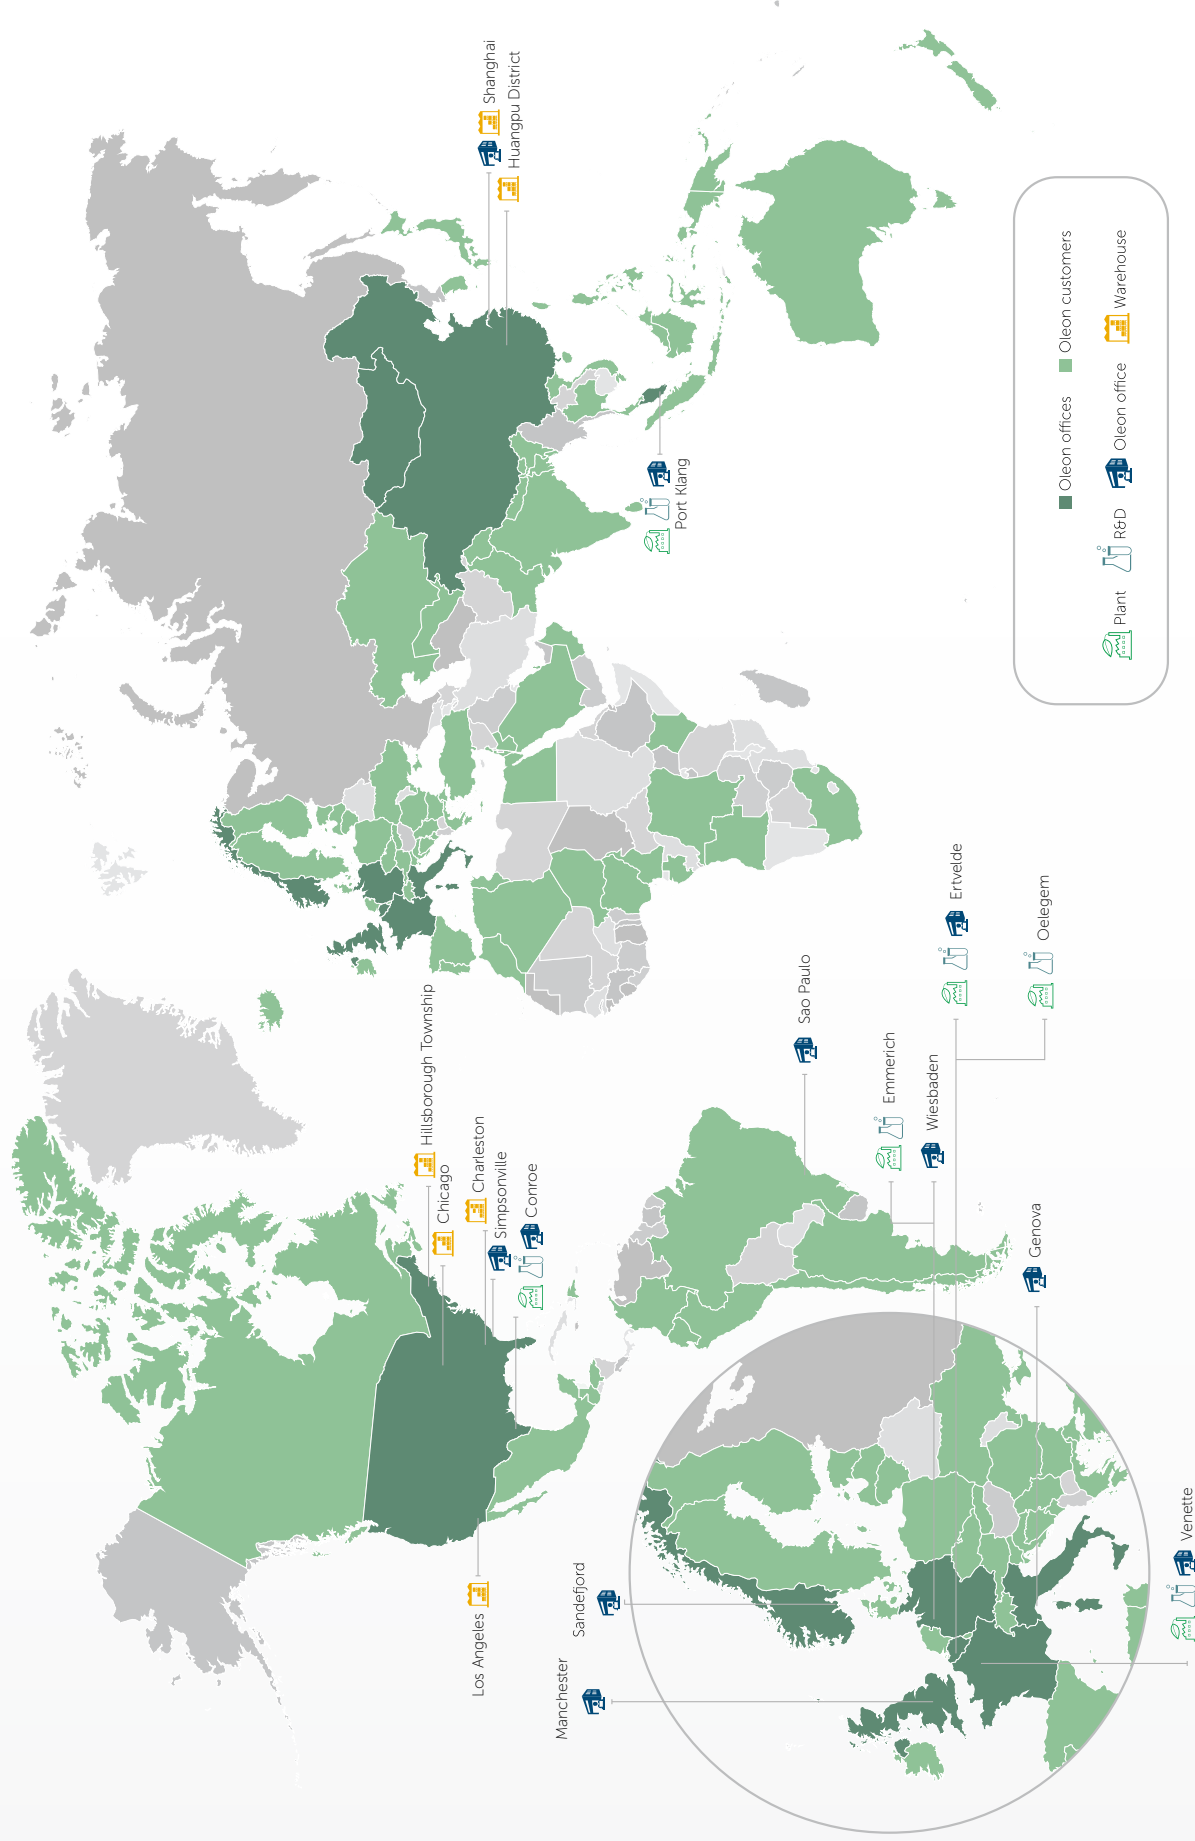 Manchester
Sandefjord
Los Angeles
Hillsborough Township
Chicago
Charleston
Simpsonville
Conroe
Venette
Genova
Wiesbaden
Emmerich
Sao Paulo
Oelegem
Ertvelde
Port Klang
Shanghai
Huangpu District
Oleon offices
Oleon customers
Plant
R&D
Oleon office
Warehouse